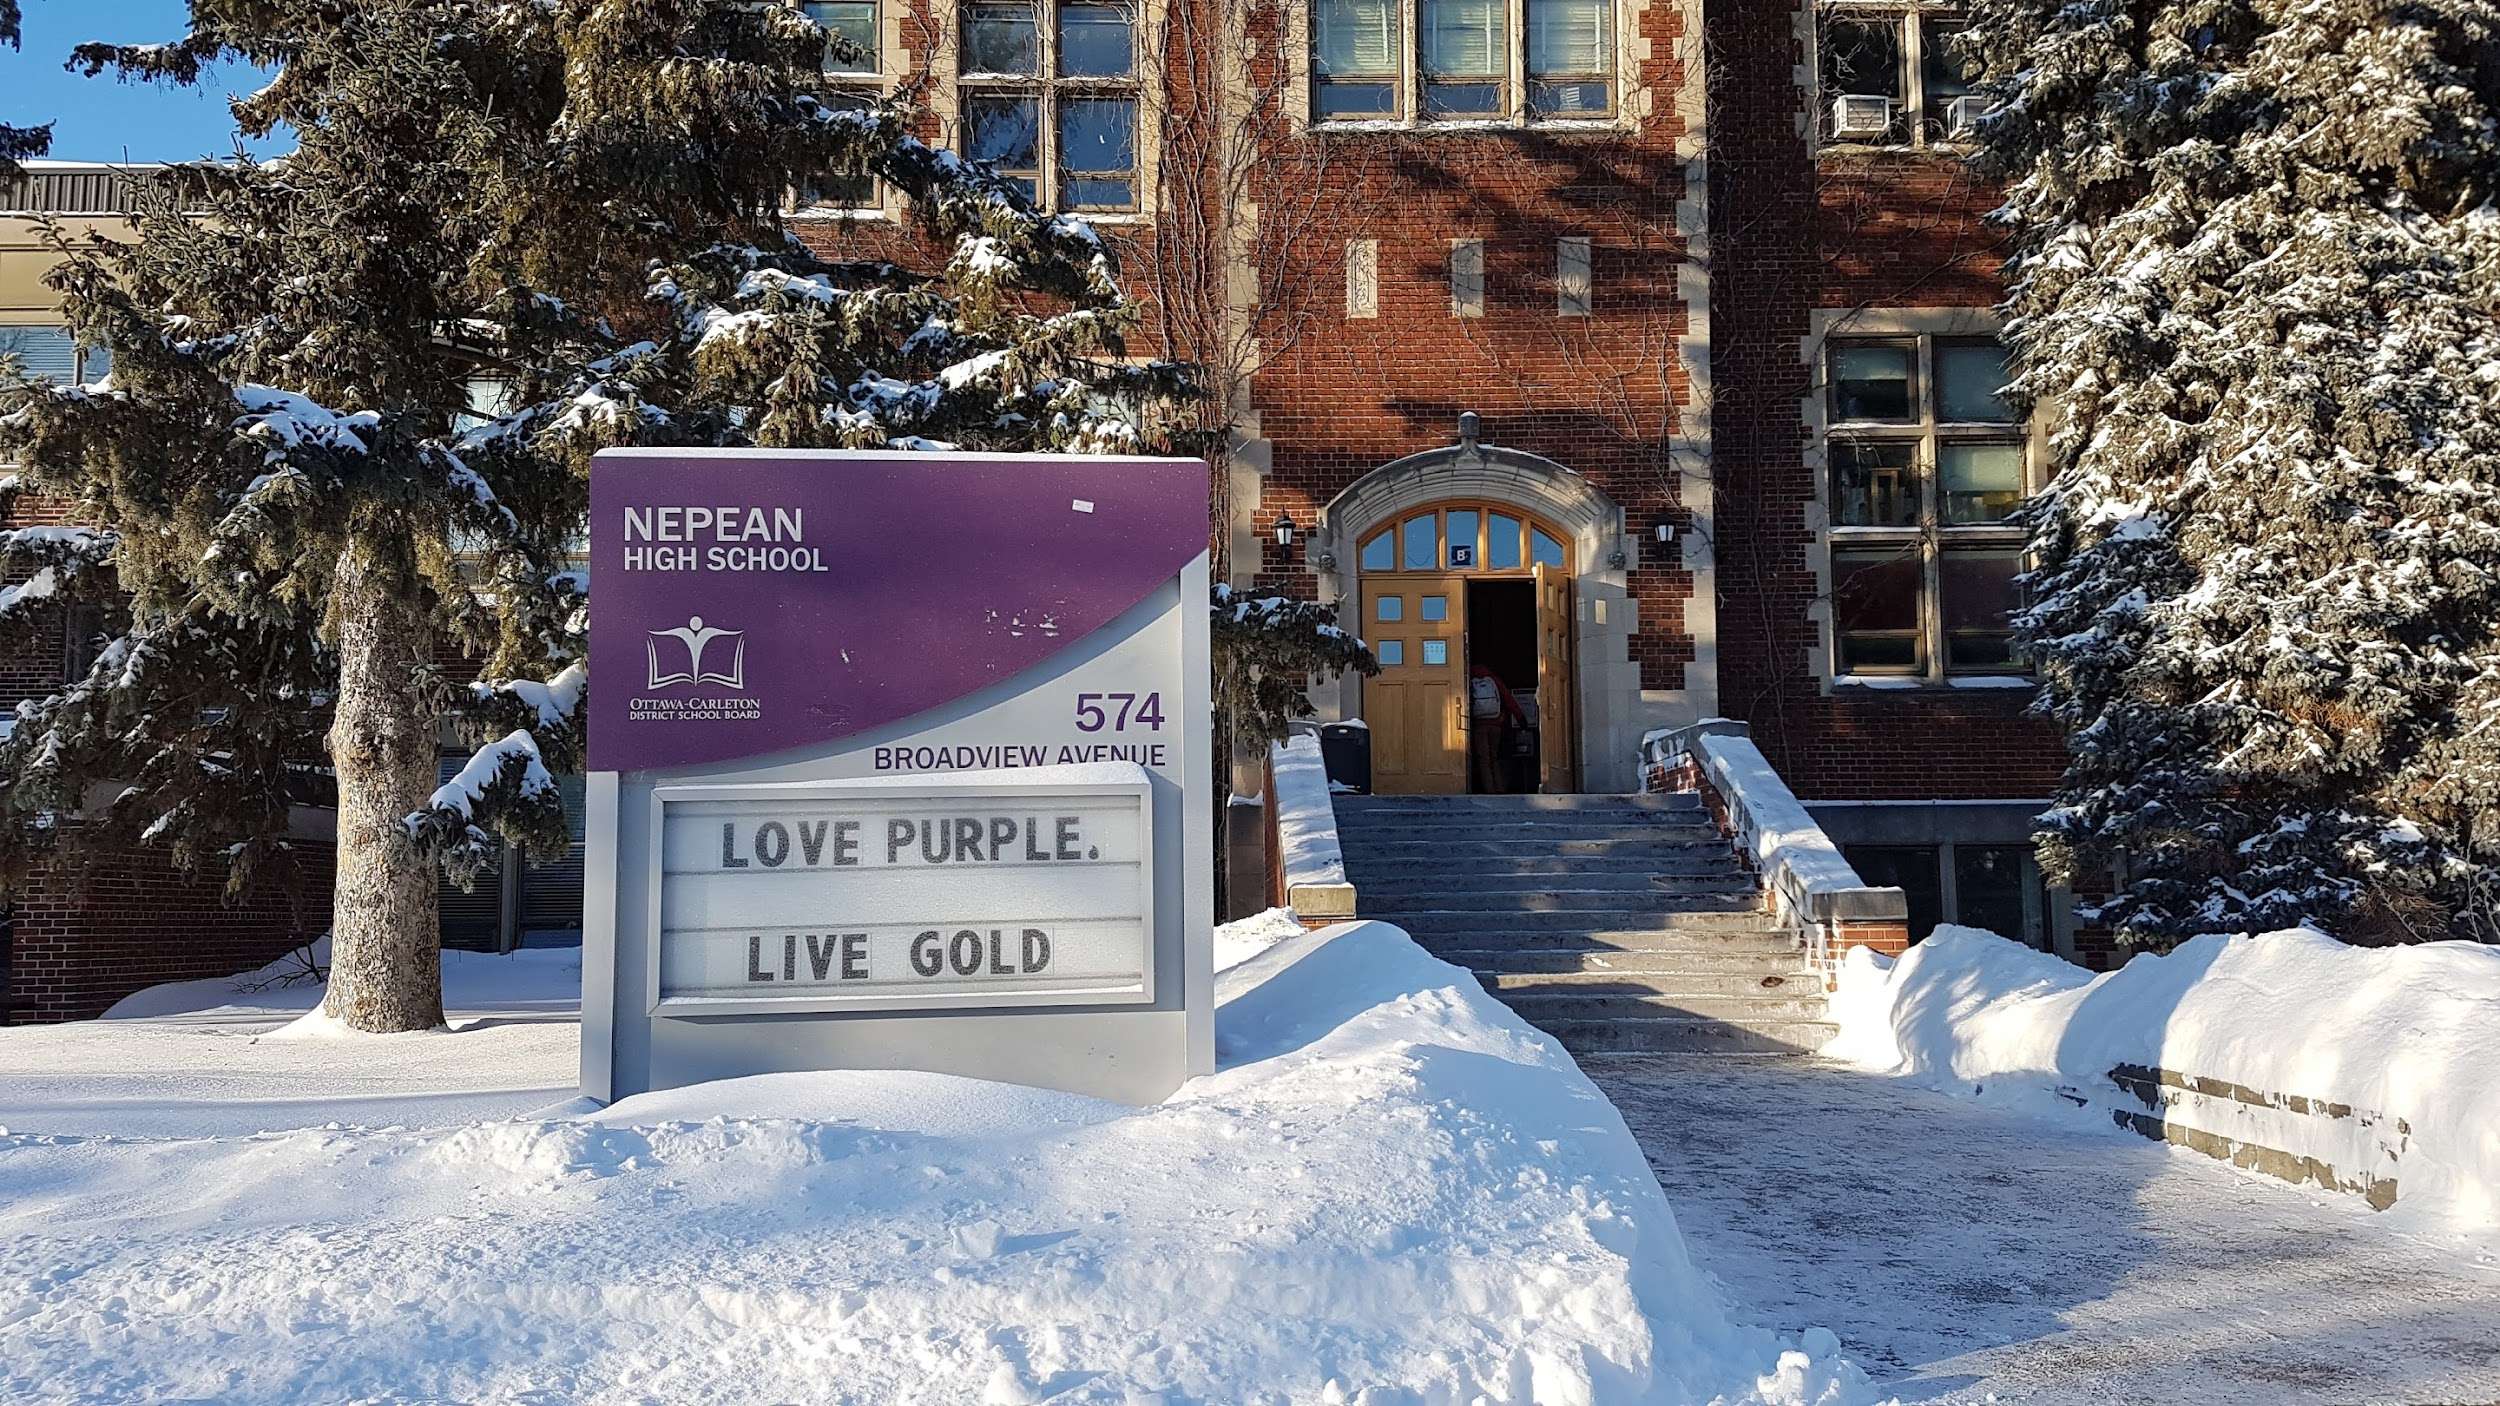 NEPEAN
HIGH SCHOOL
OTTAWA-CARLETON
DISTRICT SCHOOL BOARD
574
BROADVIEW AVENUE
LOVE PURPLE.
LIVE GOLD
B